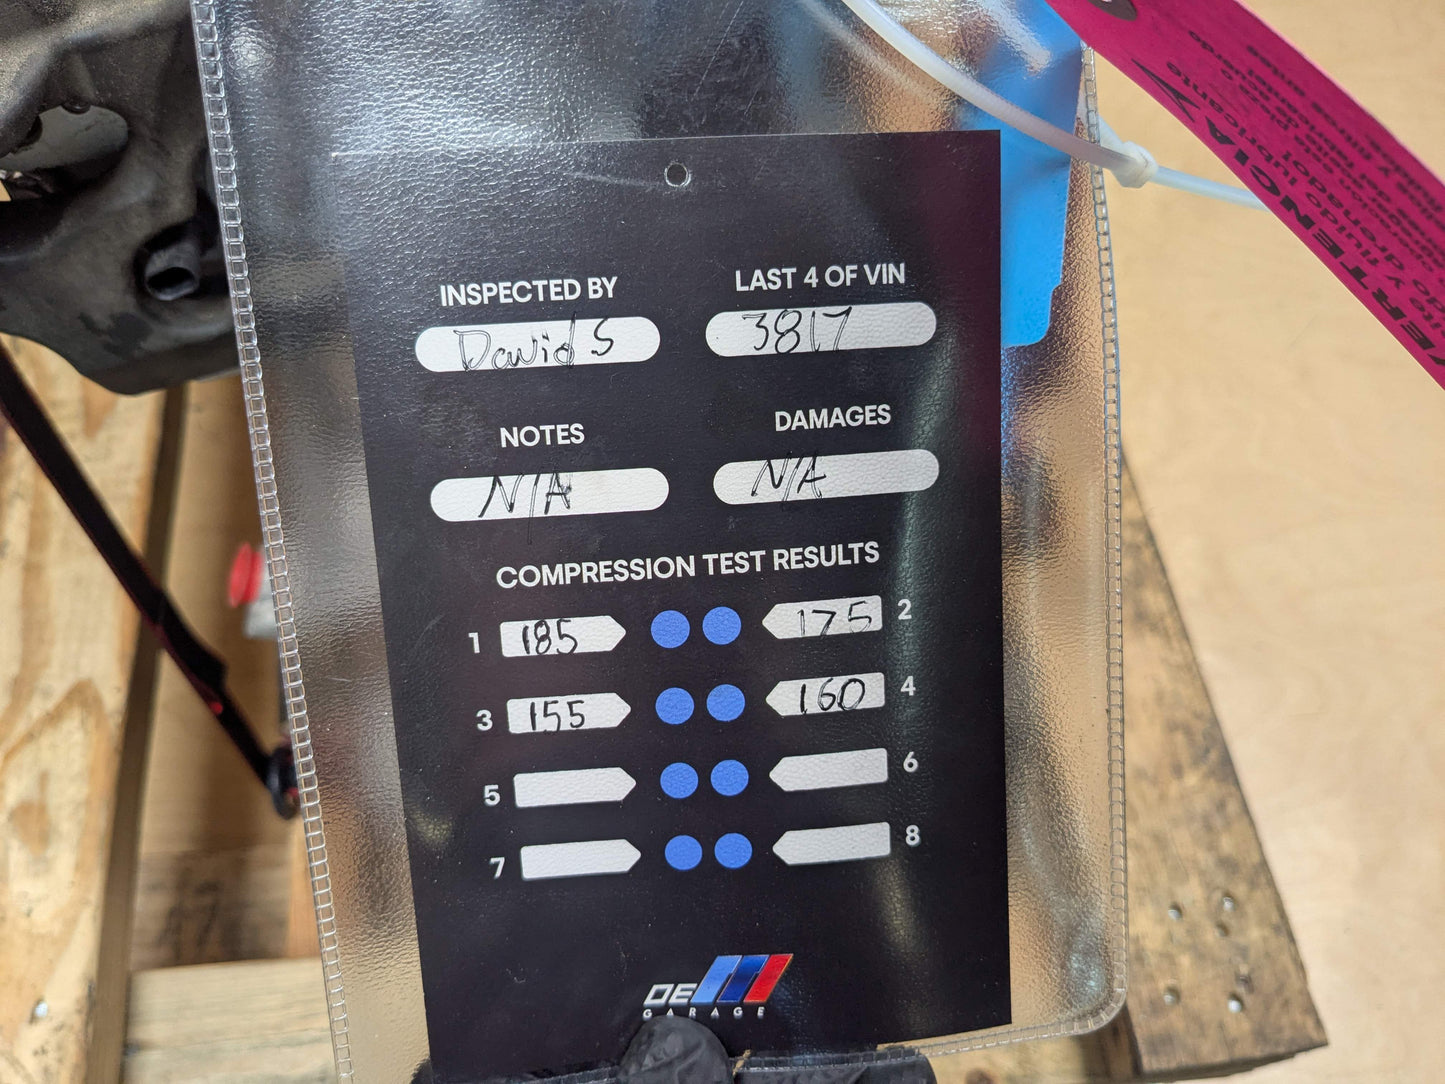 INSPECTED BY
David S
LAST 4 OF VIN
3817
NOTES
N/A
DAMAGES
N/A
COMPRESSION TEST RESULTS
1 185
175 2
3 155
160 4
5
6
7
8
OE
GARAGE